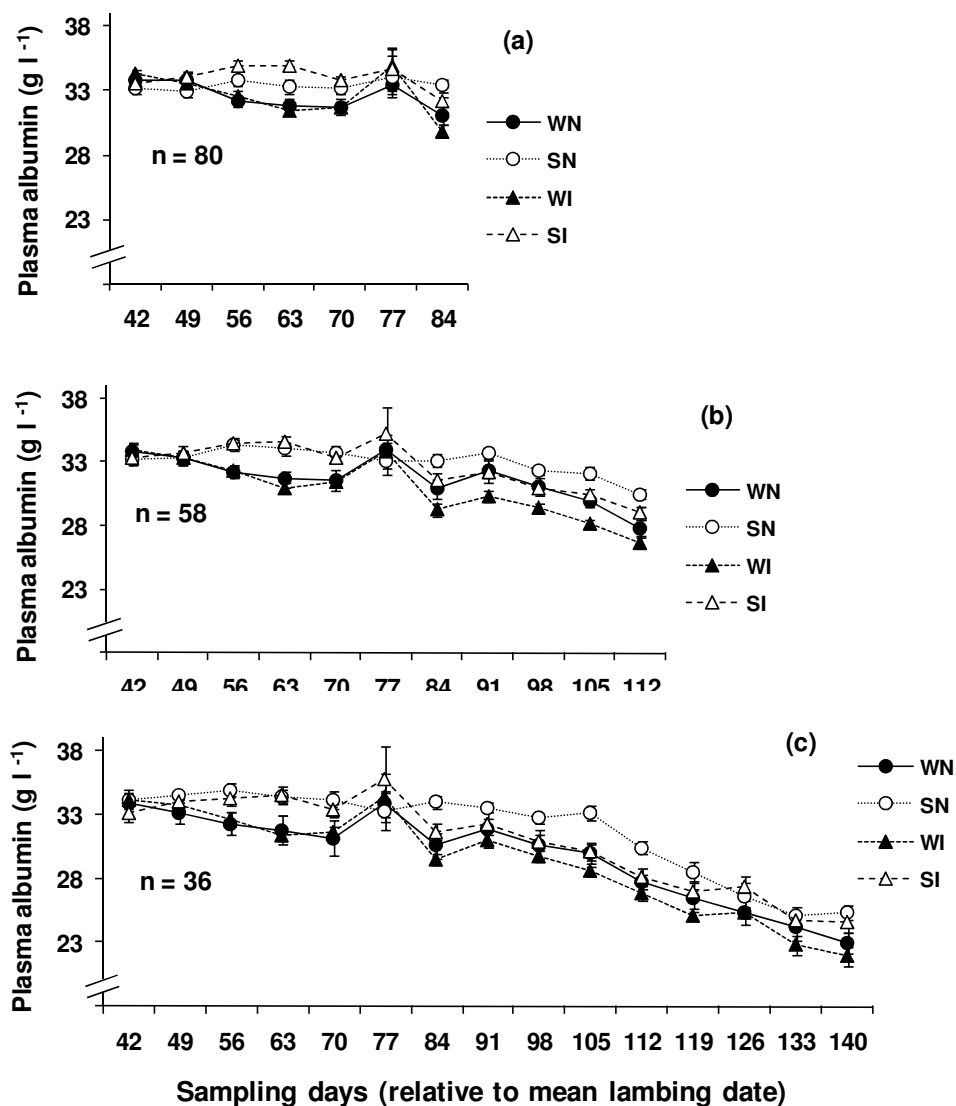 38
33
28
23
Plasma albumin (g l -1)
(a)
n = 80
WN
SN
WI
SI
42 49 56 63 70 77 84
38
33
28
23
Plasma albumin (g l -1)
(b)
n = 58
WN
SN
WI
SI
42 49 56 63 70 77 84 91 98 105 112
38
33
28
23
Plasma albumin (g l -1)
(c)
n = 36
WN
SN
WI
SI
42 49 56 63 70 77 84 91 98 105 112 119 126 133 140
Sampling days (relative to mean lambing date)